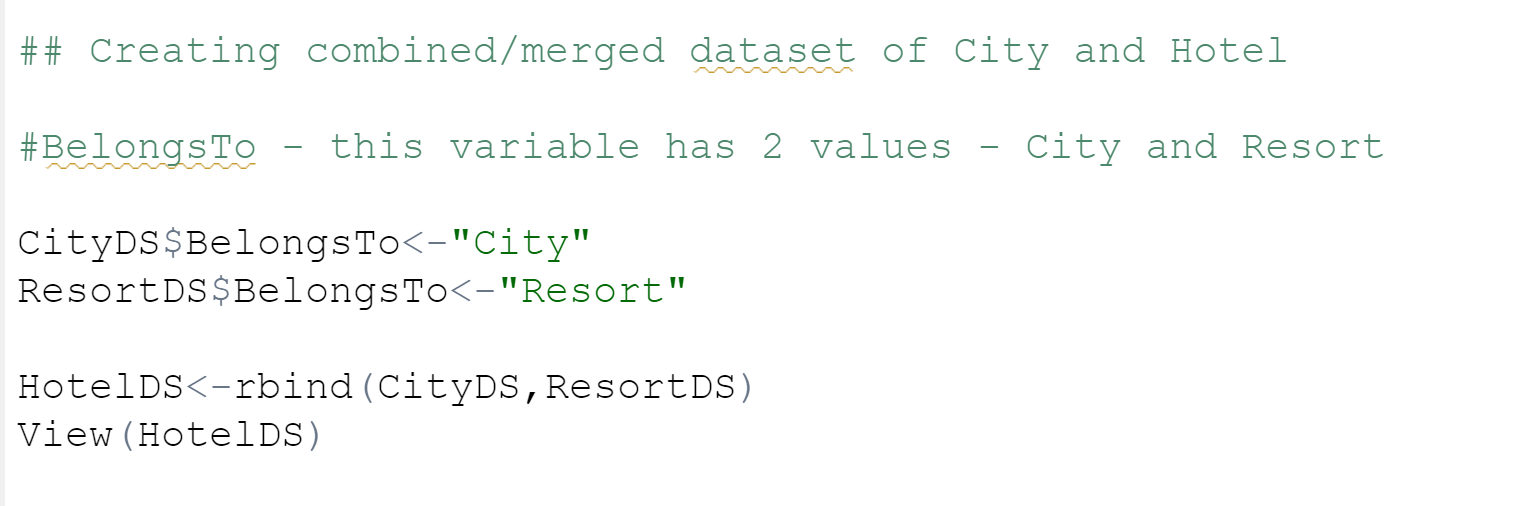 ## Creating combined/merged dataset of City and Hotel
#BelongsTo - this variable has 2 values - City and Resort
CityDS$BelongsTo<-"City"
ResortDS$BelongsTo<-"Resort"
HotelDS<-rbind(CityDS,ResortDS)
View(HotelDS)